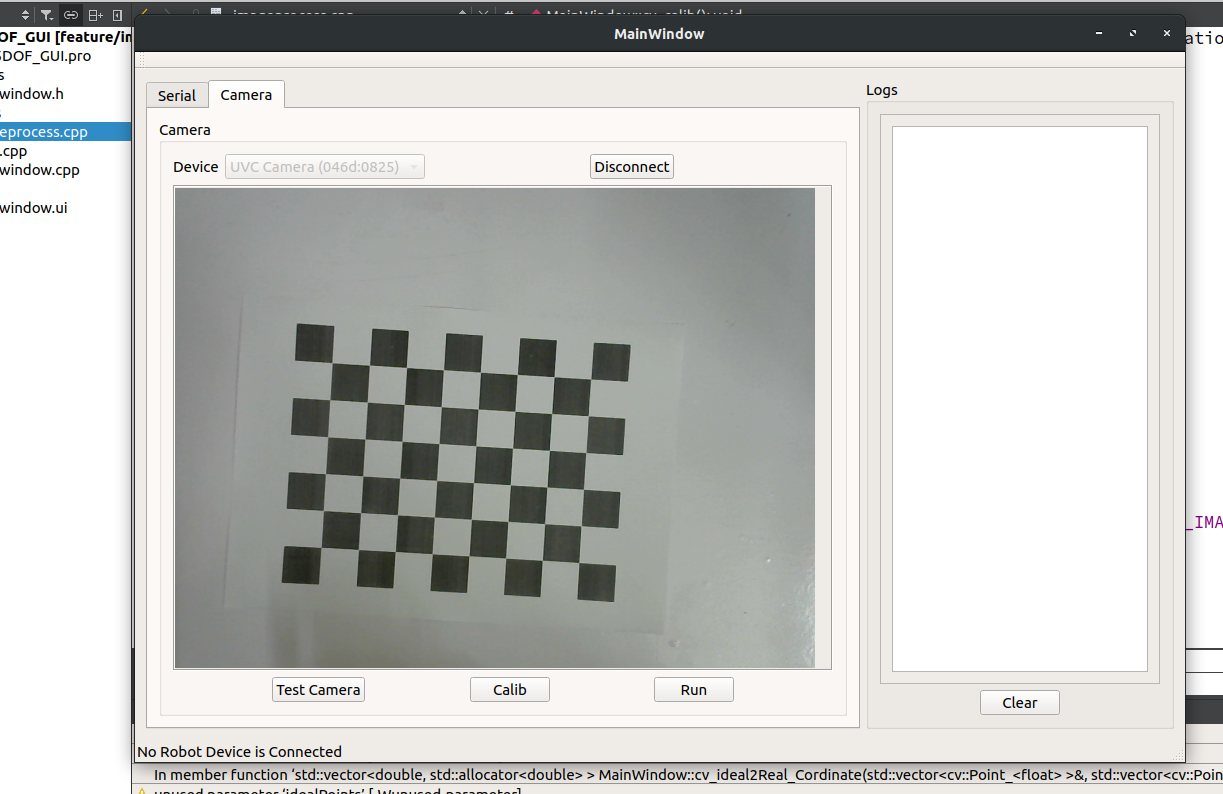 MainWindow
OF_GUI [feature/in
SDOF_GUI.pro
s
window.h
s
eprocess.cpp
.cpp
window.cpp
window.ui
atio
_IMA
Serial
Camera
Camera
Device
UVC Camera (046d:0825)
Disconnect
Test Camera
Calib
Run
Logs
Clear
No Robot Device is Connected
In member function ‘std::vector<double, std::allocator<double> > MainWindow::cv_ideal2Real_Cordinate(std::vector<cv::Point_<float> >&, std::vector<cv::Poin
unused parameter ‘idealPoints’ [-Wunused-parameter]